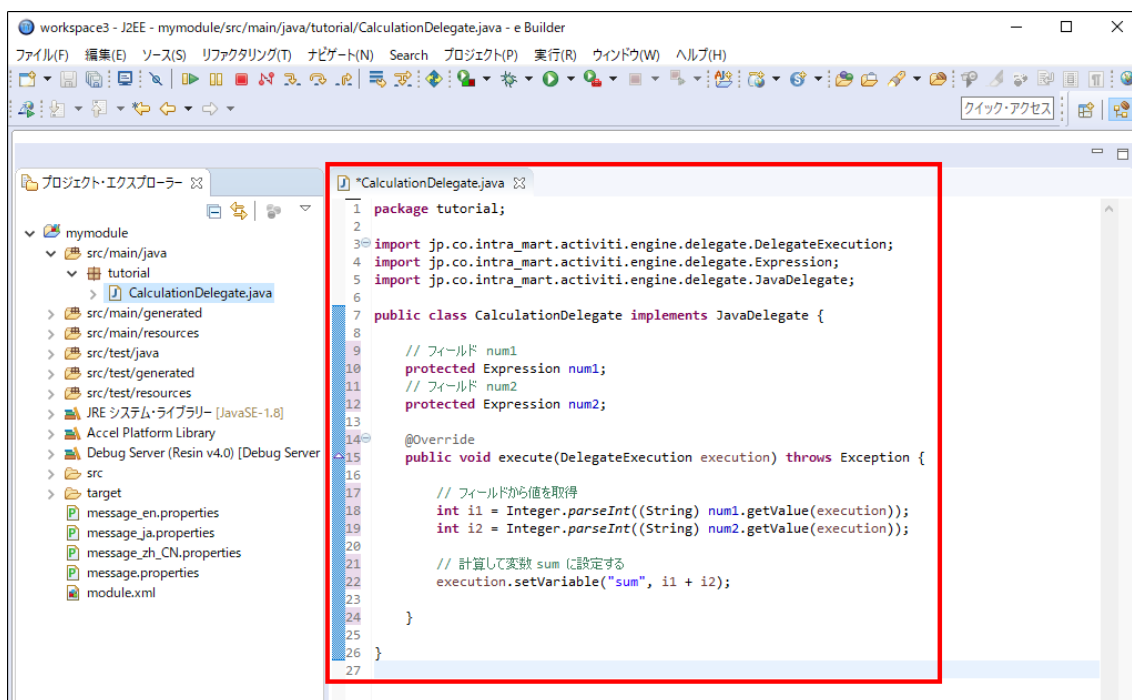 workspace3 - J2EE - mymodule/src/main/java/tutorial/CalculationDelegate.java - e Builder
ファイル(F) 編集(E) ソース(S) リファクタリング(T) ナビゲート(N) Search プロジェクト(P) 実行(R) ウィンドウ(W) ヘルプ(H)
クイック・アクセス
プロジェクト・エクスプローラー
mymodule
src/main/java
tutorial
CalculationDelegate.java
src/main/generated
src/main/resources
src/test/java
src/test/generated
src/test/resources
JRE システム・ライブラリー [JavaSE-1.8]
Accel Platform Library
Debug Server (Resin v4.0) [Debug Server
src
target
message_en.properties
message_ja.properties
message_zh_CN.properties
message.properties
module.xml
*CalculationDelegate.java
1 package tutorial;
2
3 import jp.co.intra_mart.activiti.engine.delegate.DelegateExecution;
4 import jp.co.intra_mart.activiti.engine.delegate.Expression;
5 import jp.co.intra_mart.activiti.engine.delegate.JavaDelegate;
6
7 public class CalculationDelegate implements JavaDelegate {
8
9 // フィールド num1
10 protected Expression num1;
11 // フィールド num2
12 protected Expression num2;
13
14 @Override
15 public void execute(DelegateExecution execution) throws Exception {
16
17 // フィールドから値を取得
18 int i1 = Integer.parseInt((String) num1.getValue(execution));
19 int i2 = Integer.parseInt((String) num2.getValue(execution));
20
21 // 計算して変数 sum に設定する
22 execution.setVariable("sum", i1 + i2);
23
24 }
25
26 }
27